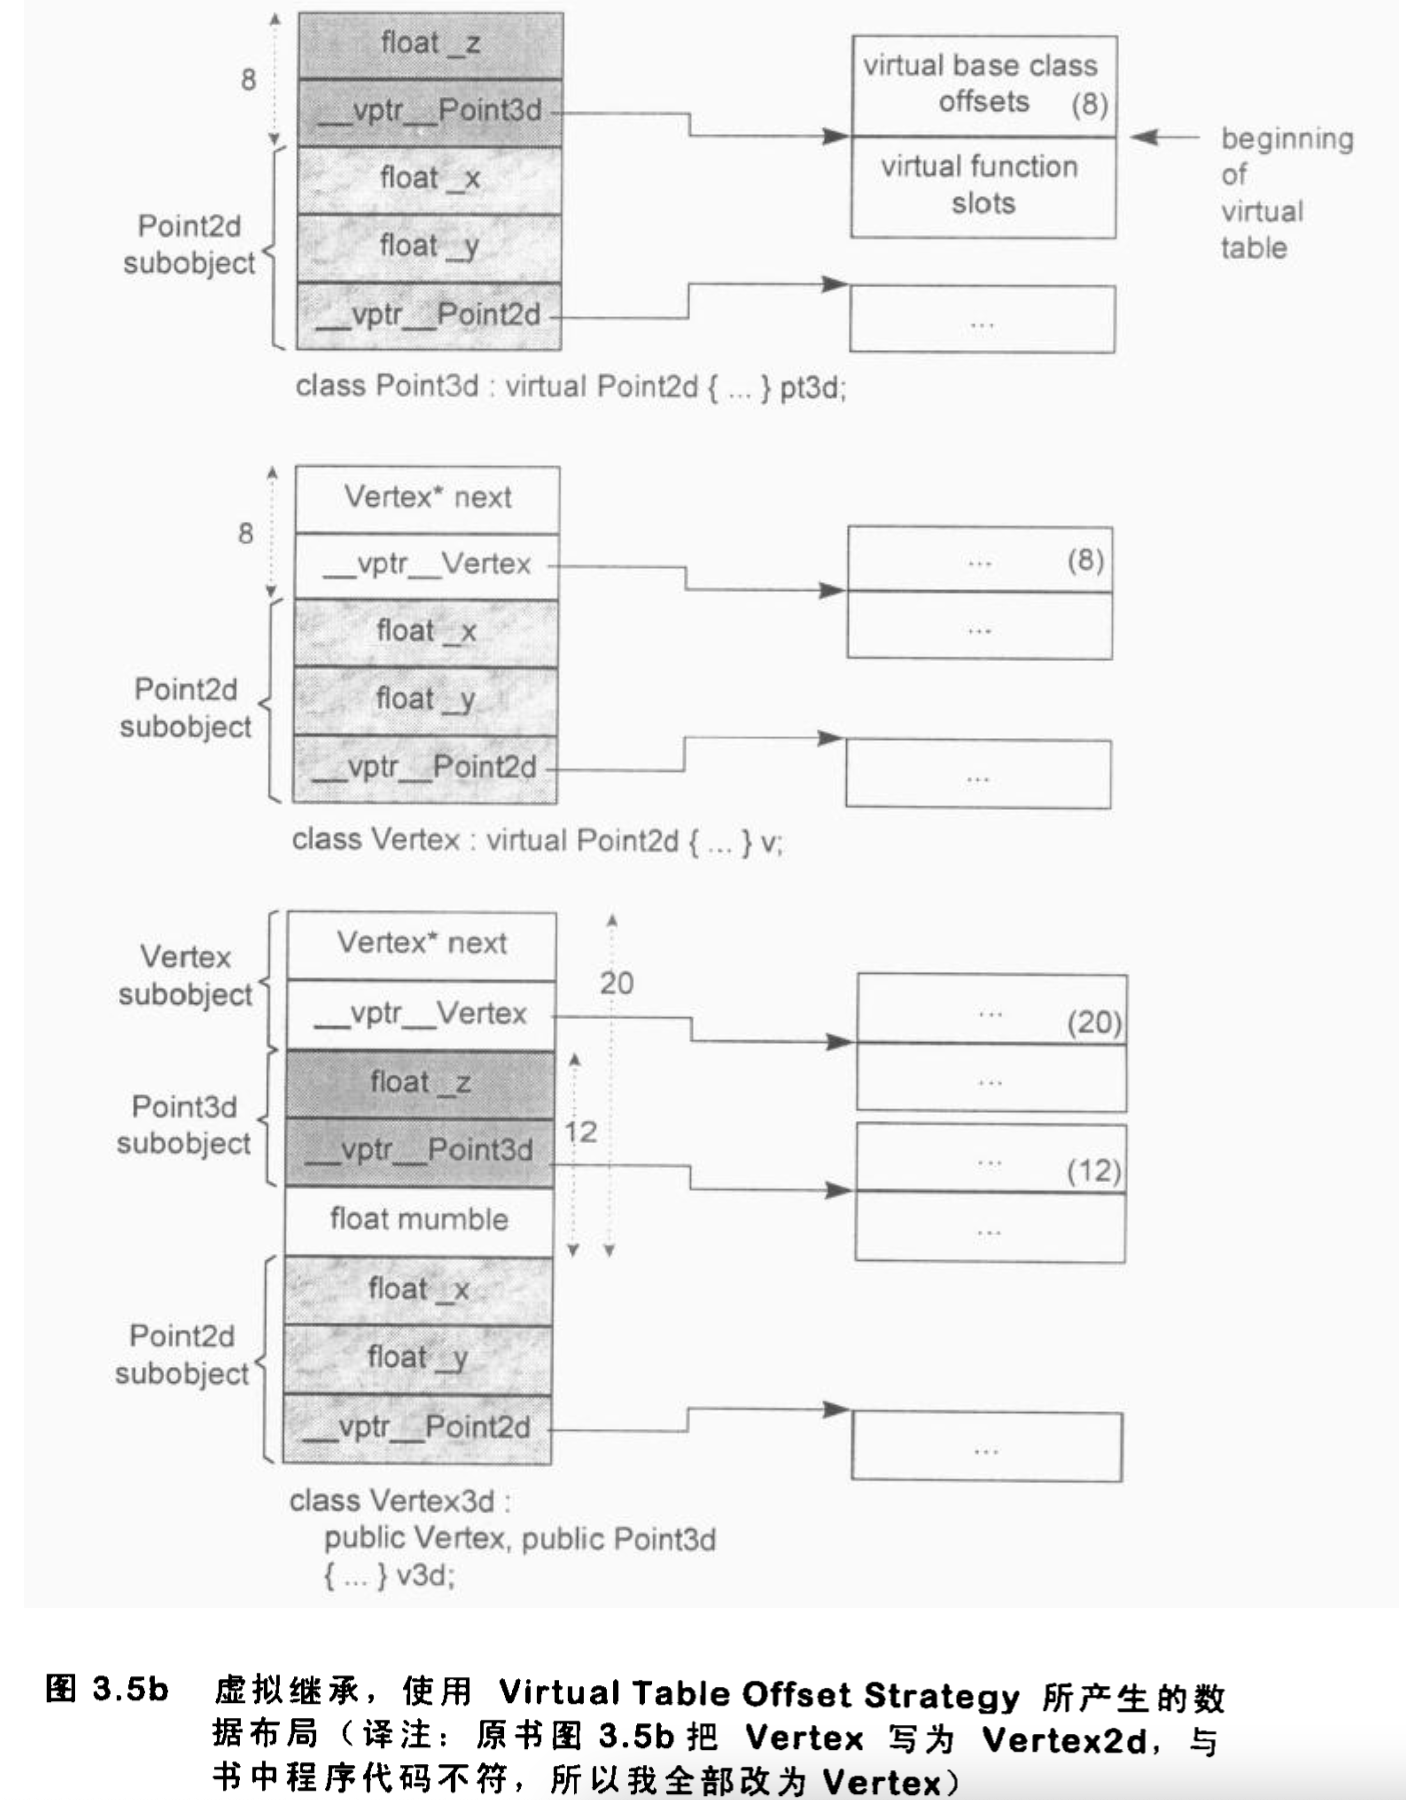 float _z
8
__vptr__Point3d
float _x
Point2d
subobject
float _y
__vptr__Point2d
virtual base class
offsets (8)
virtual function
slots
beginning
of
virtual
table
...
class Point3d : virtual Point2d { ... } pt3d;
Vertex* next
8
__vptr__Vertex
float _x
Point2d
subobject
float _y
__vptr__Point2d
... (8)
...
...
class Vertex : virtual Point2d { ... } v;
Vertex
subobject
Vertex* next
__vptr__Vertex
20
Point3d
subobject
float _z
__vptr__Point3d
12
float mumble
Point2d
subobject
float _x
float _y
__vptr__Point2d
... (20)
...
... (12)
...
...
class Vertex3d :
public Vertex, public Point3d
{ ... } v3d;
图 3.5b 虚拟继承，使用 Virtual Table Offset Strategy 所产生的数
据布局（译注：原书图 3.5b 把 Vertex 写为 Vertex2d，与
书中程序代码不符，所以我全部改为 Vertex）